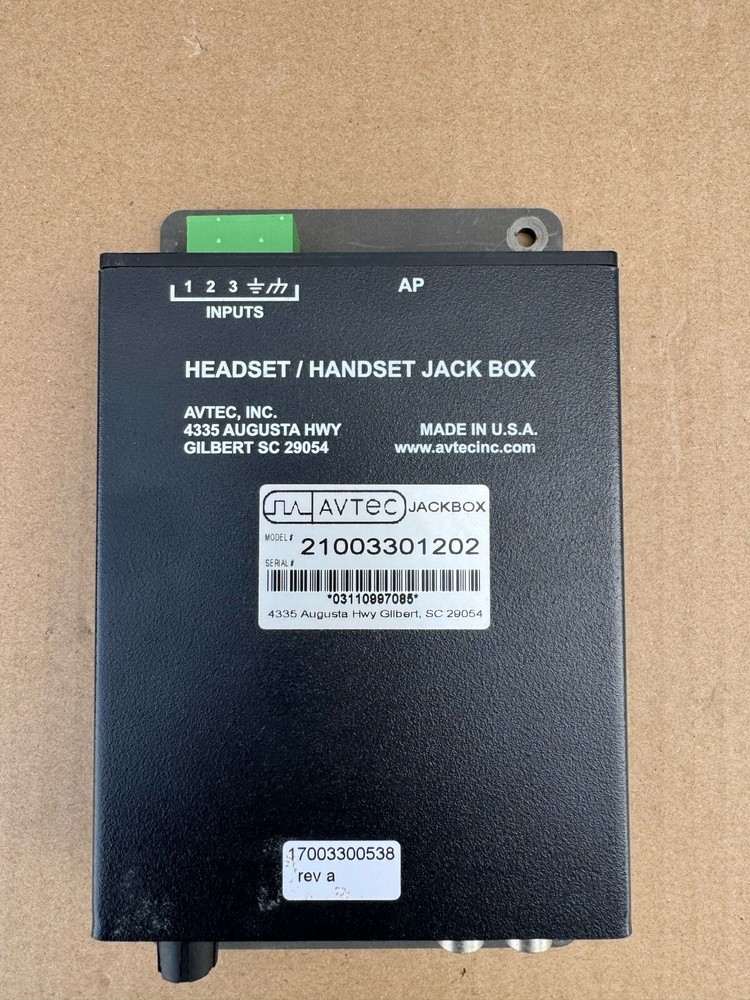 1 2 3
AP
INPUTS
HEADSET / HANDSET JACK BOX
AVTEC, INC.
4335 AUGUSTA HWY
MADE IN U.S.A.
GILBERT SC 29054
www.avtecinc.com
AVTEC JACKBOX
MODEL#
21003301202
SERIAL#
*03110997085*
4335 Augusta Hwy Gilbert, SC 29054
17003300538
rev a